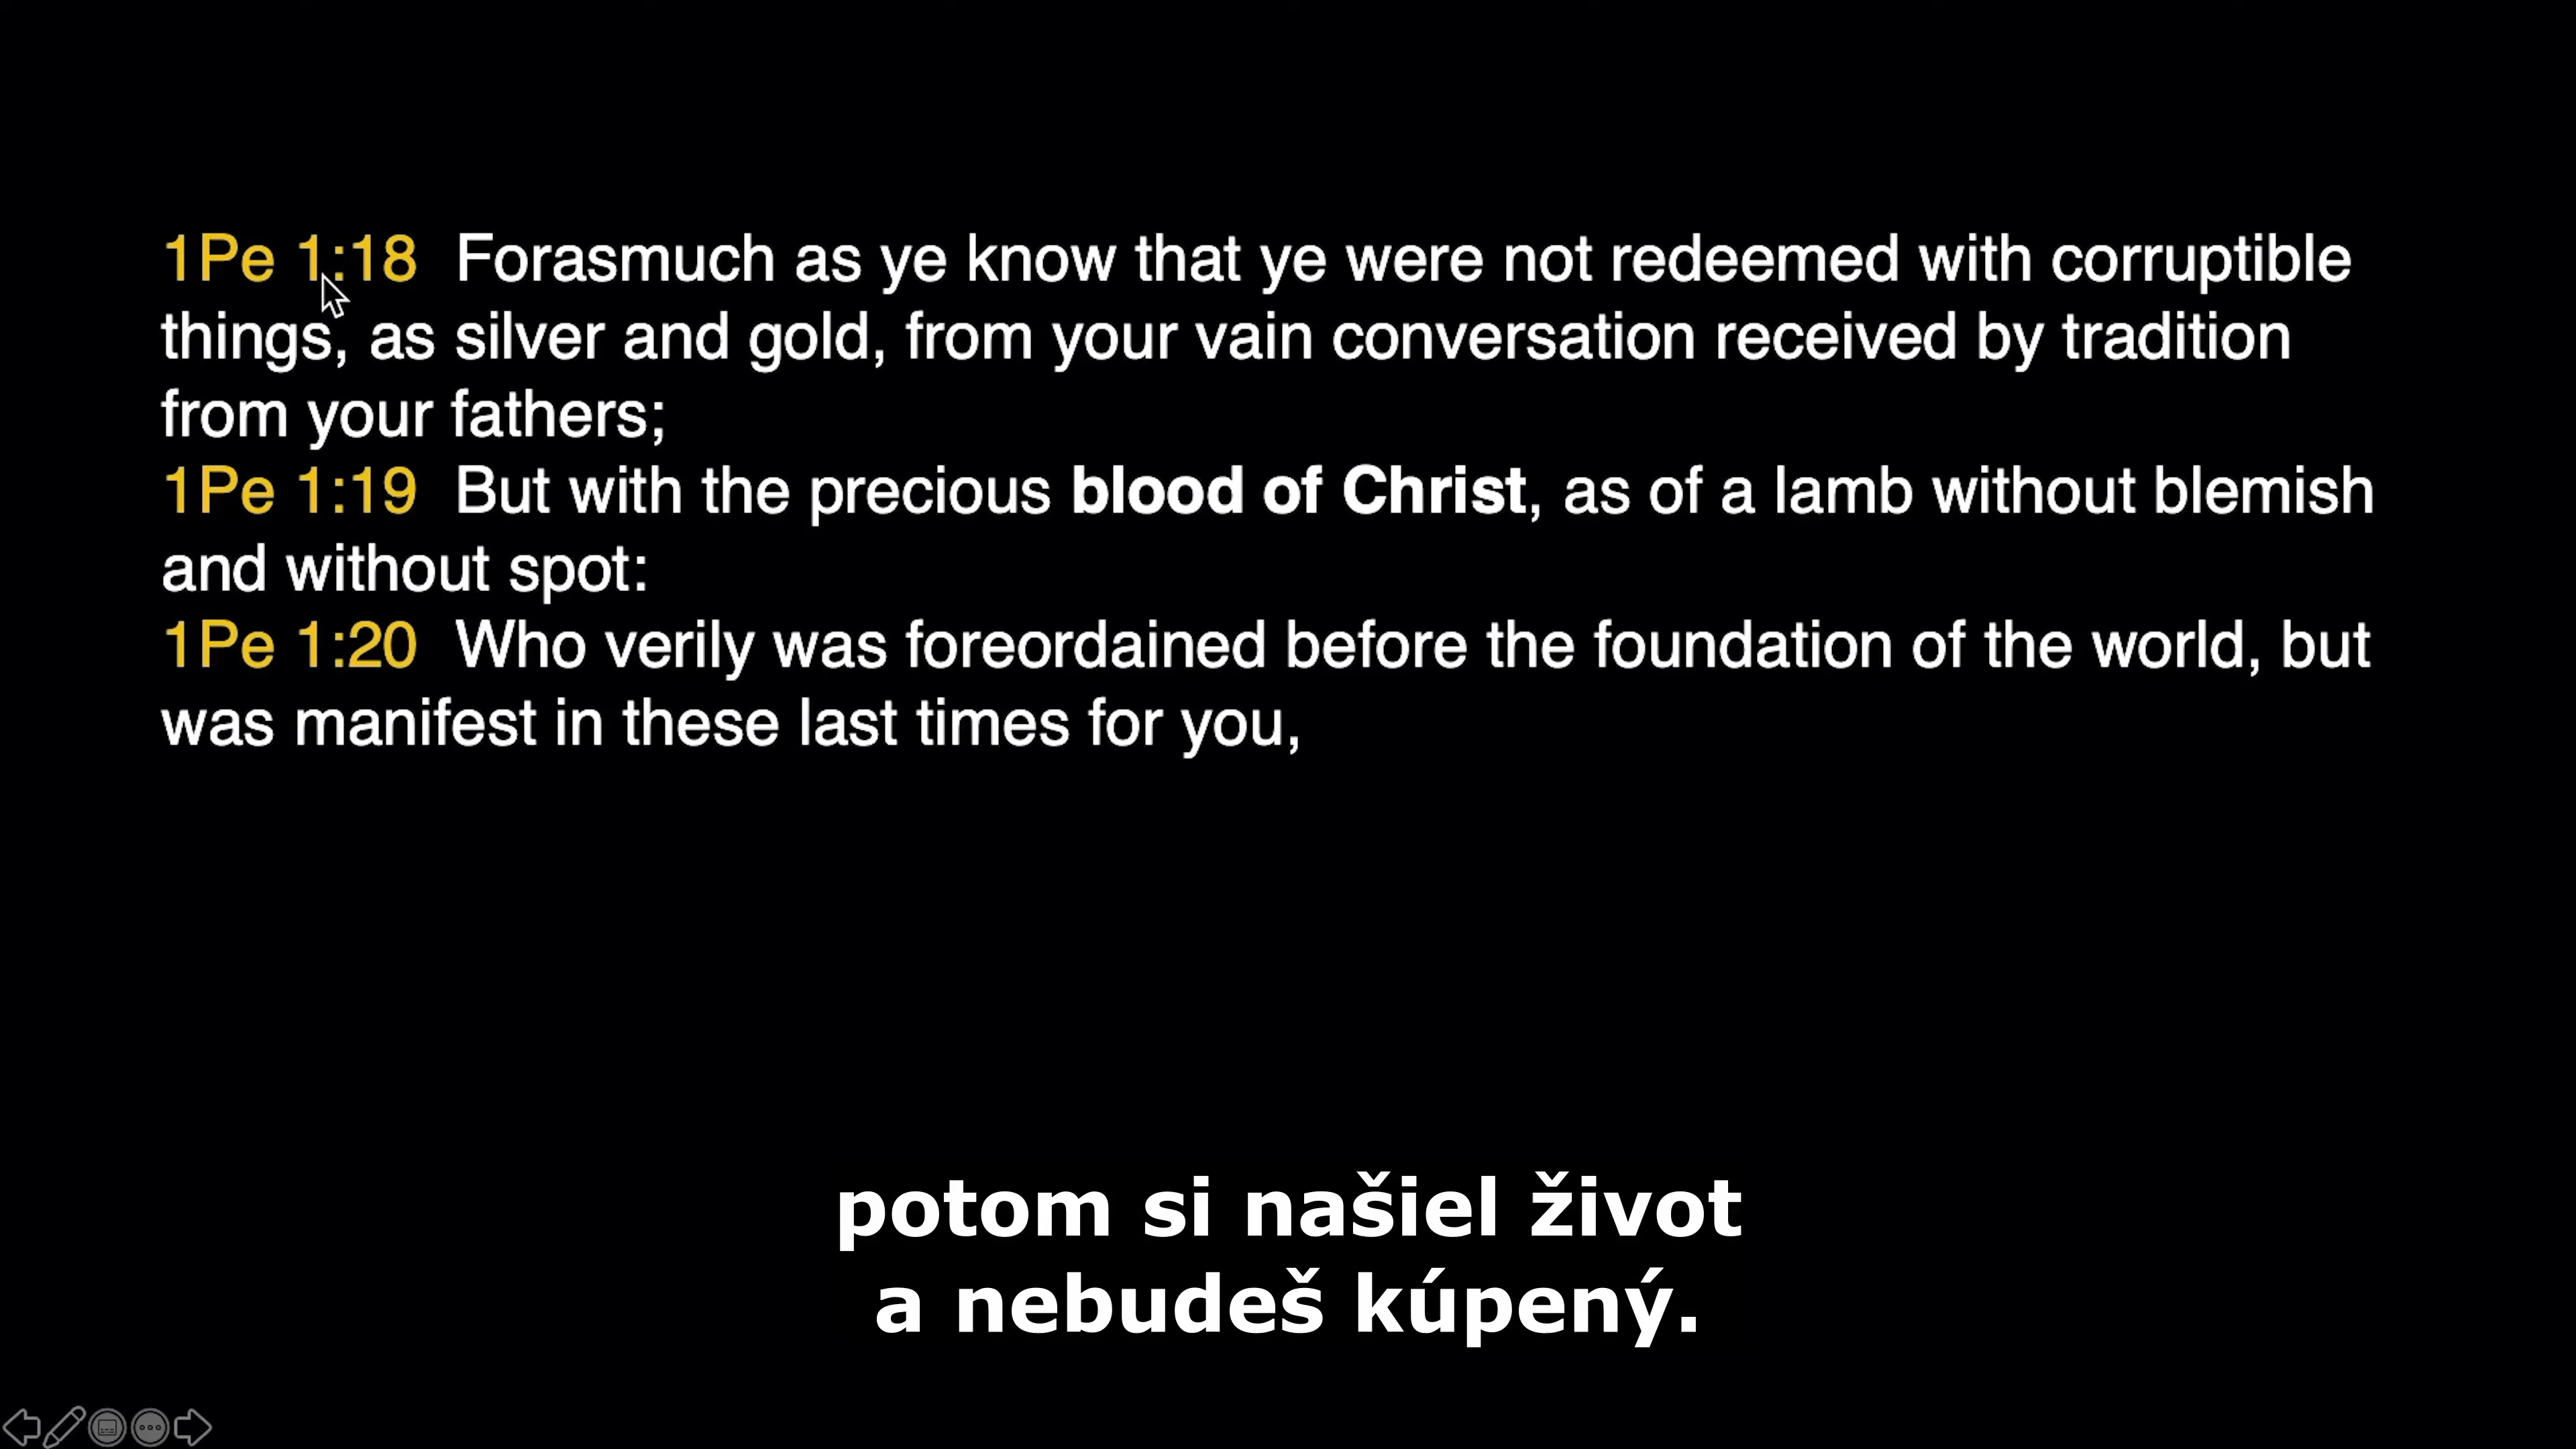 1Pe 1:18 Forasmuch as ye know that ye were not redeemed with corruptible
things, as silver and gold, from your vain conversation received by tradition
from your fathers;
1Pe 1:19 But with the precious blood of Christ, as of a lamb without blemish
and without spot:
1Pe 1:20 Who verily was foreordained before the foundation of the world, but
was manifest in these last times for you,
potom si našiel život
a nebudeš kúpený.